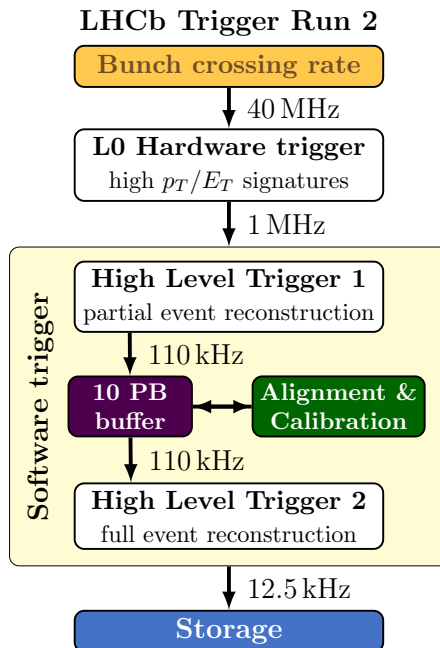 LHCb Trigger Run 2
Bunch crossing rate
40 MHz
L0 Hardware trigger
high p_T/E_T signatures
1 MHz
Software trigger
High Level Trigger 1
partial event reconstruction
110 kHz
10 PB
buffer
Alignment &
Calibration
110 kHz
High Level Trigger 2
full event reconstruction
12.5 kHz
Storage